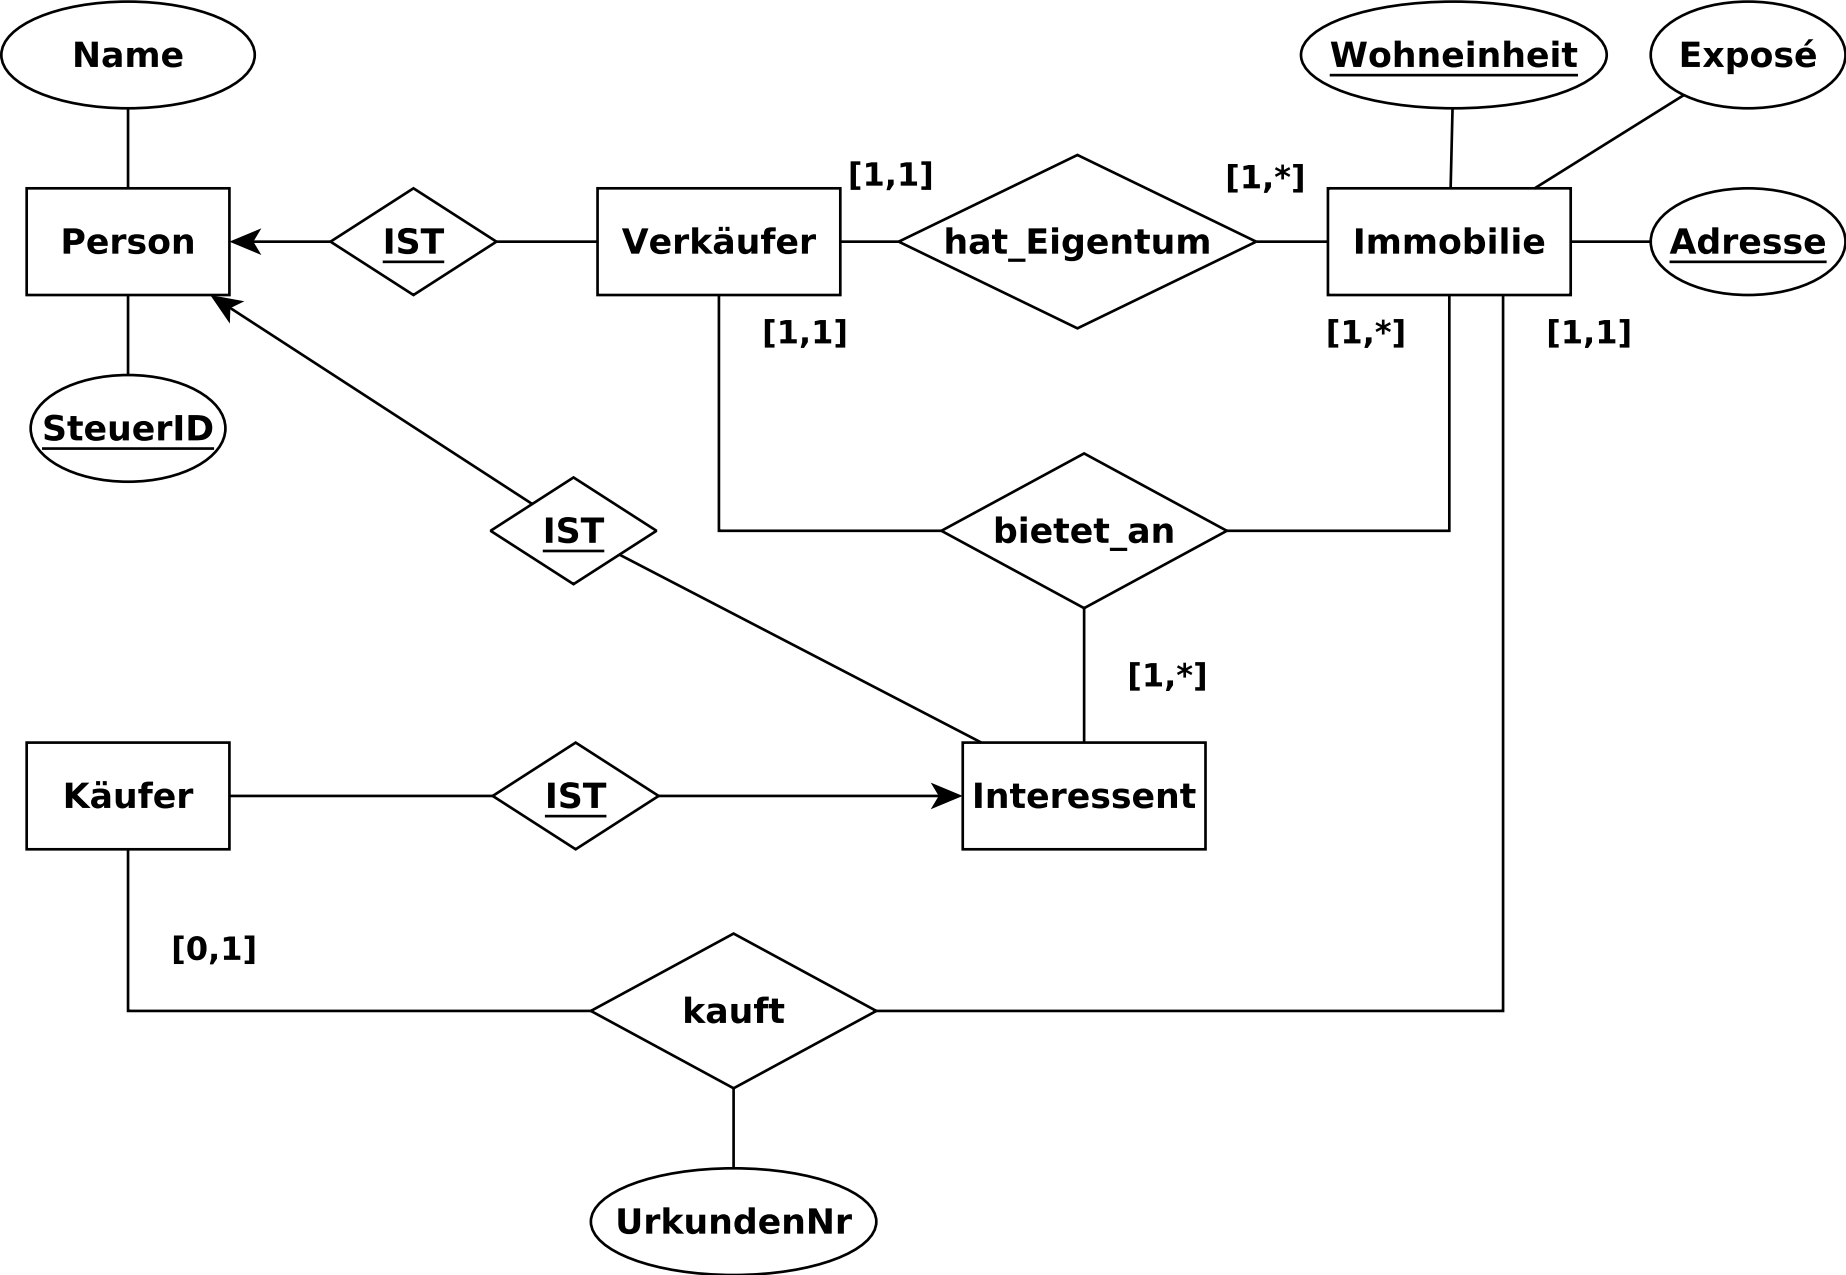 Name
Wohneinheit
Exposé
[1,1]
[1,*]
Person
IST
Verkäufer
hat_Eigentum
Immobilie
Adresse
[1,1]
[1,*]
[1,1]
SteuerID
IST
bietet_an
[1,*]
Käufer
IST
Interessent
[0,1]
kauft
UrkundenNr